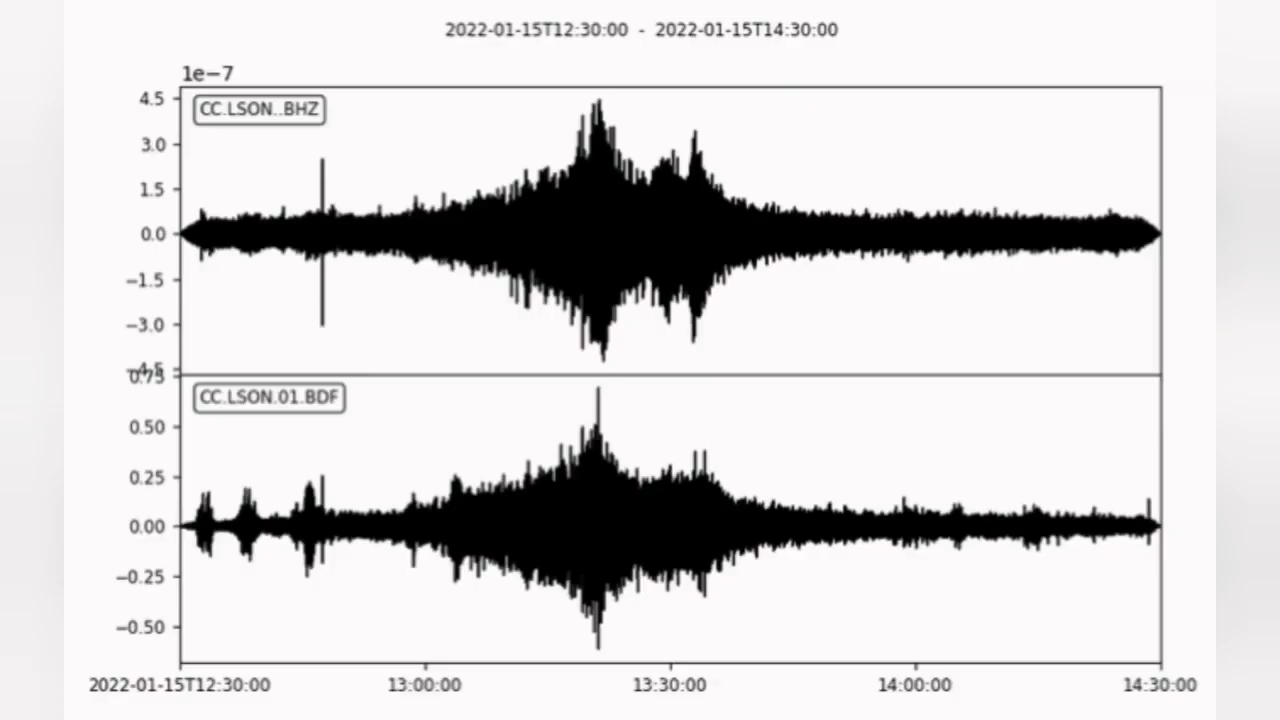 2022-01-15T12:30:00 - 2022-01-15T14:30:00
1e−7
CC.LSON..BHZ
4.5
3.0
1.5
0.0
−1.5
−3.0
−4.5
CC.LSON.01.BDF
0.75
0.50
0.25
0.00
−0.25
−0.50
2022-01-15T12:30:00 13:00:00 13:30:00 14:00:00 14:30:00